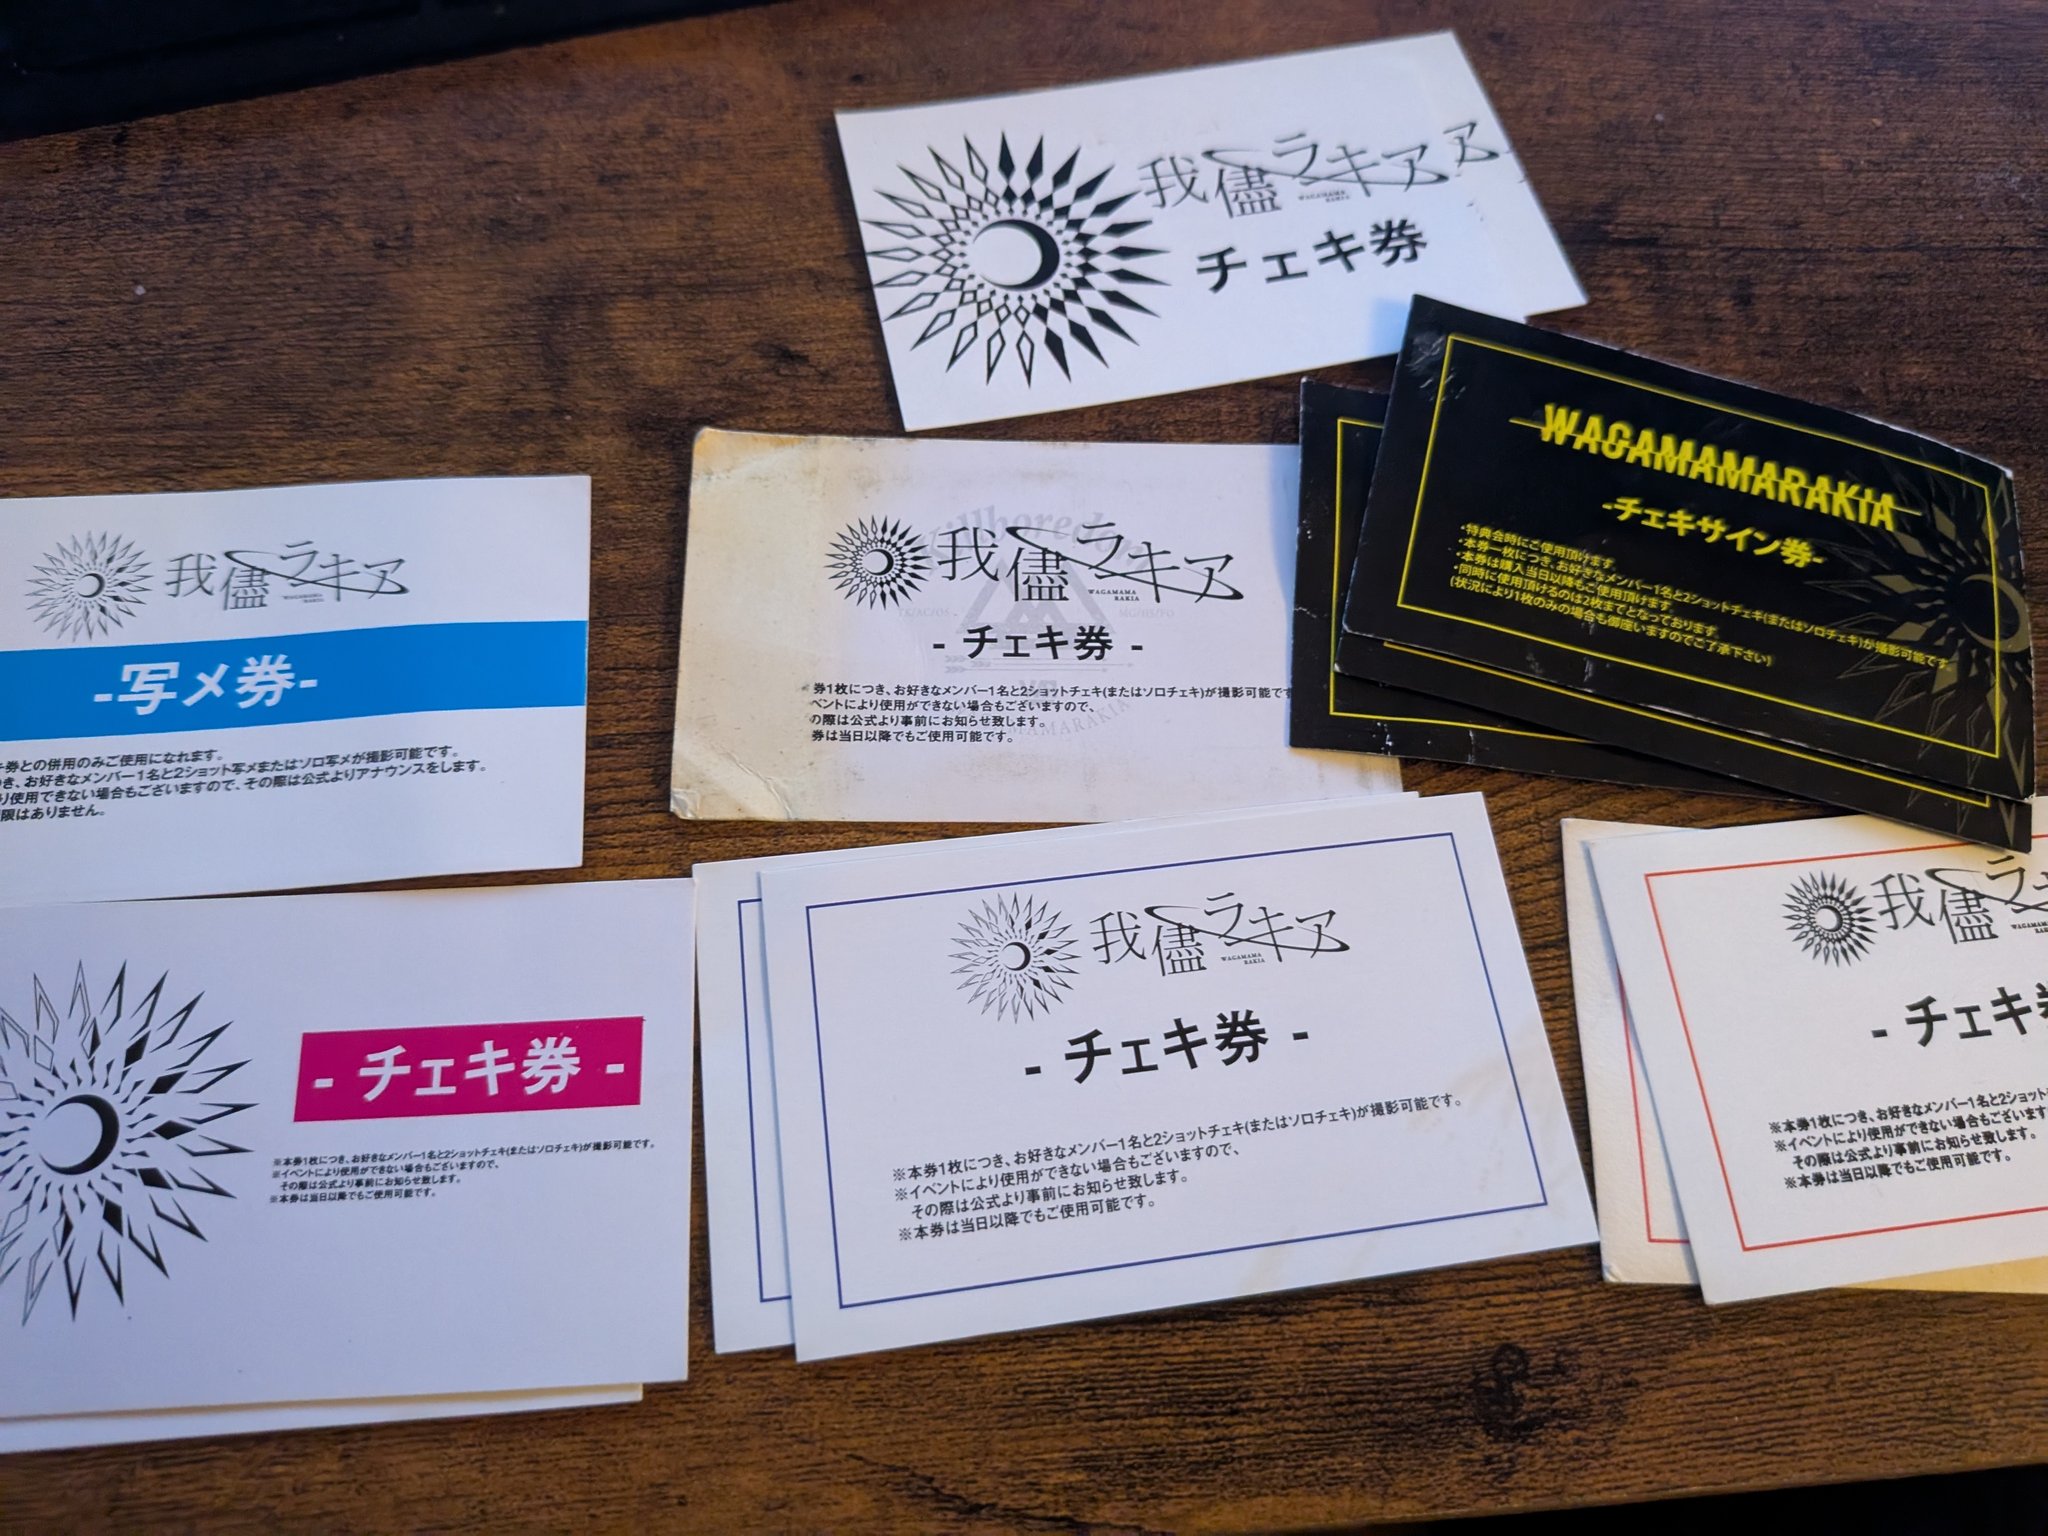 我儘ラキア
WAGAMAMA
RAKIA
チェキ券
WAGAMAMARAKIA
-チェキサイン券-
・特典会時にご使用頂けます。
・本券一枚につき、お好きなメンバー1名と2ショットチェキ(またはソロチェキ)が撮影可能です
・本券は購入当日以降もご使用頂けます。
・同時に使用頂けるのは2枚までとなっております。
(状況により1枚のみの場合も御座いますのでご了承下さい)
我儘ラキア
WAGAMAMA
RAKIA
- チェキ券 -
券1枚につき、お好きなメンバー1名と2ショットチェキ(またはソロチェキ)が撮影可能です
ベントにより使用ができない場合もございますので、
の際は公式より事前にお知らせ致します。
券は当日以降でもご使用可能です。
我儘ラキア
WAGAMAMA
RAKIA
-写メ券-
券との併用のみご使用になれます。
き、お好きなメンバー1名と2ショット写メまたはソロ写メが撮影可能です。
り使用できない場合もございますので、その際は公式よりアナウンスをします。
限はありません。
- チェキ券 -
※本券1枚につき、お好きなメンバー1名と2ショットチェキ(またはソロチェキ)が撮影可能です。
※イベントにより使用ができない場合もございますので、
その際は公式より事前にお知らせ致します。
※本券は当日以降でもご使用可能です。
我儘ラキア
WAGAMAMA
RAKIA
- チェキ券 -
※本券1枚につき、お好きなメンバー1名と2ショットチェキ(またはソロチェキ)が撮影可能です。
※イベントにより使用ができない場合もございますので、
その際は公式より事前にお知らせ致します。
※本券は当日以降でもご使用可能です。
我儘ラキ
WAGAMAM
RAK
- チェキ券
※本券1枚につき、お好きなメンバー1名と2ショット
※イベントにより使用ができない場合もございます
その際は公式より事前にお知らせ致します。
※本券は当日以降でもご使用可能です。